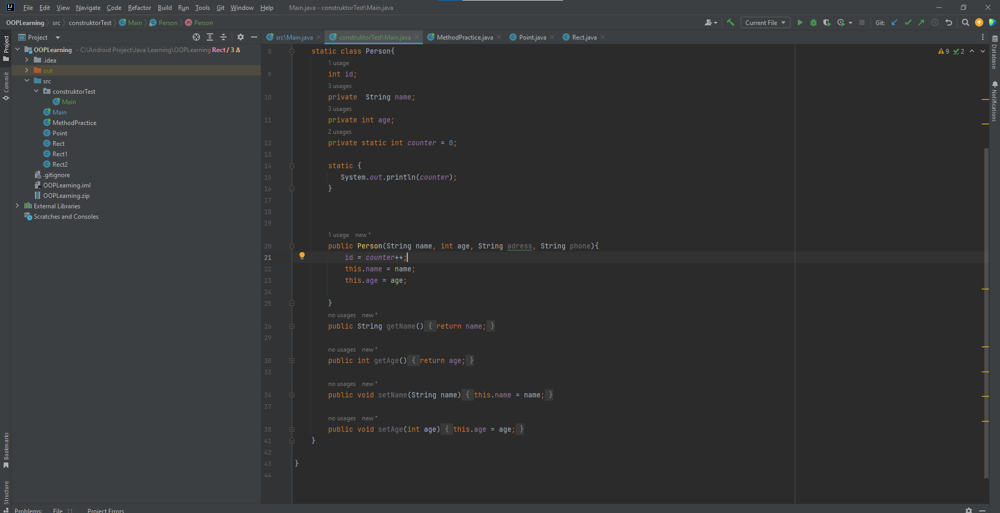 File Edit View Navigate Code Refactor Build Run Tools Git Window Help Main.java - construktorTest\Main.java
OOPLearning src construktorTest Main Person Person
Current File
Git:
Project
src\Main.java construktorTest\Main.java MethodPractice.java Point.java Rect.java
Project
Commit
Bookmarks
Structure
OOPLearning - C:\Android Project\Java Learning\OOPLearning Rect / 3 Δ
.idea
out
src
construktorTest
Main
Main
MethodPractice
Point
Rect
Rect1
Rect2
.gitignore
OOPLearning.iml
OOPLearning.zip
External Libraries
Scratches and Consoles
8 static class Person{
1 usage
9 int id;
3 usages
10 private  String name;
3 usages
11 private int age;
2 usages
12 private static int counter = 0;
13
14 static {
15 System.out.println(counter);
16 }
17
18
19
1 usage new *
20 public Person(String name, int age, String adress, String phone){
21 id = counter++;
22 this.name = name;
23 this.age = age;
24
25 }
no usages new *
26 public String getName() { return name; }
29
no usages new *
30 public int getAge() { return age; }
33
no usages new *
34 public void setName(String name) { this.name = name; }
37
no usages new *
38 public void setAge(int age) { this.age = age; }
41 }
42
43 }
44
9 2
Database
Notifications
Problems: File 11 Project Errors